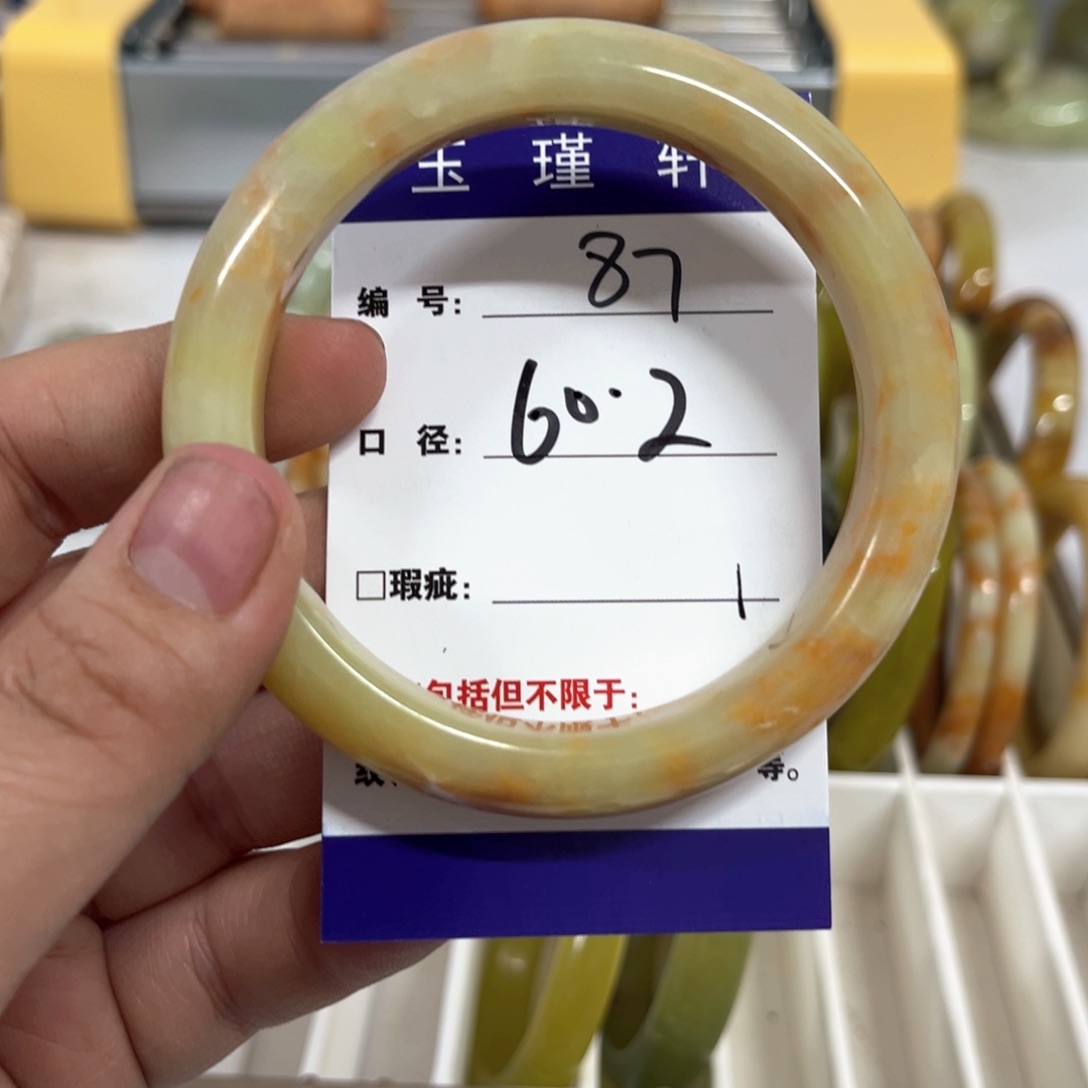 玉 瑾 轩
编 号: 87
口 径: 60.2
□瑕疵: 1
包括但不限于:
等。